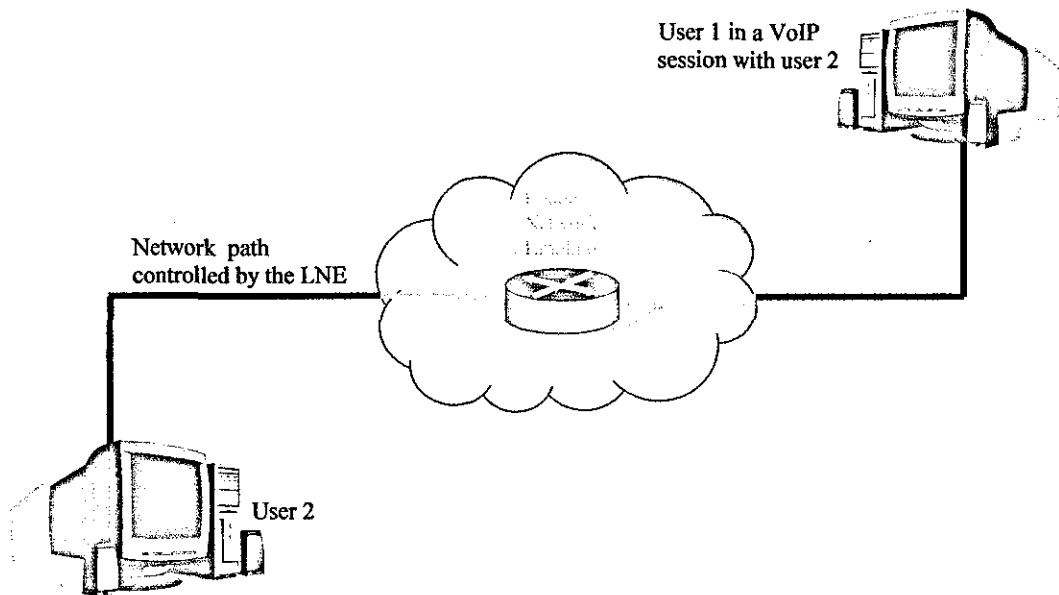 User 1 in a VoIP
session with user 2
Network path
controlled by the LNE
User 2